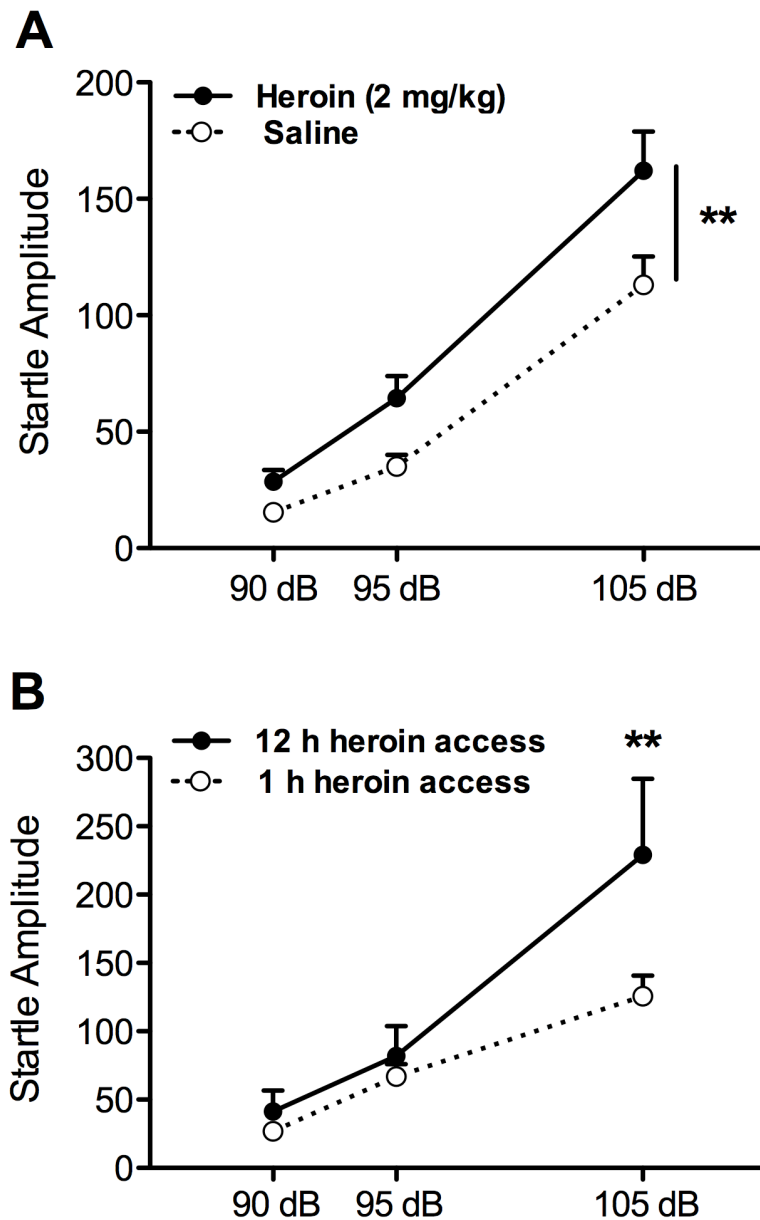 A
200
Heroin (2 mg/kg)
Saline
150
**
100
50
0
Startle Amplitude
90 dB 95 dB 105 dB
B
300
12 h heroin access
**
1 h heroin access
250
200
150
100
50
0
Startle Amplitude
90 dB 95 dB 105 dB